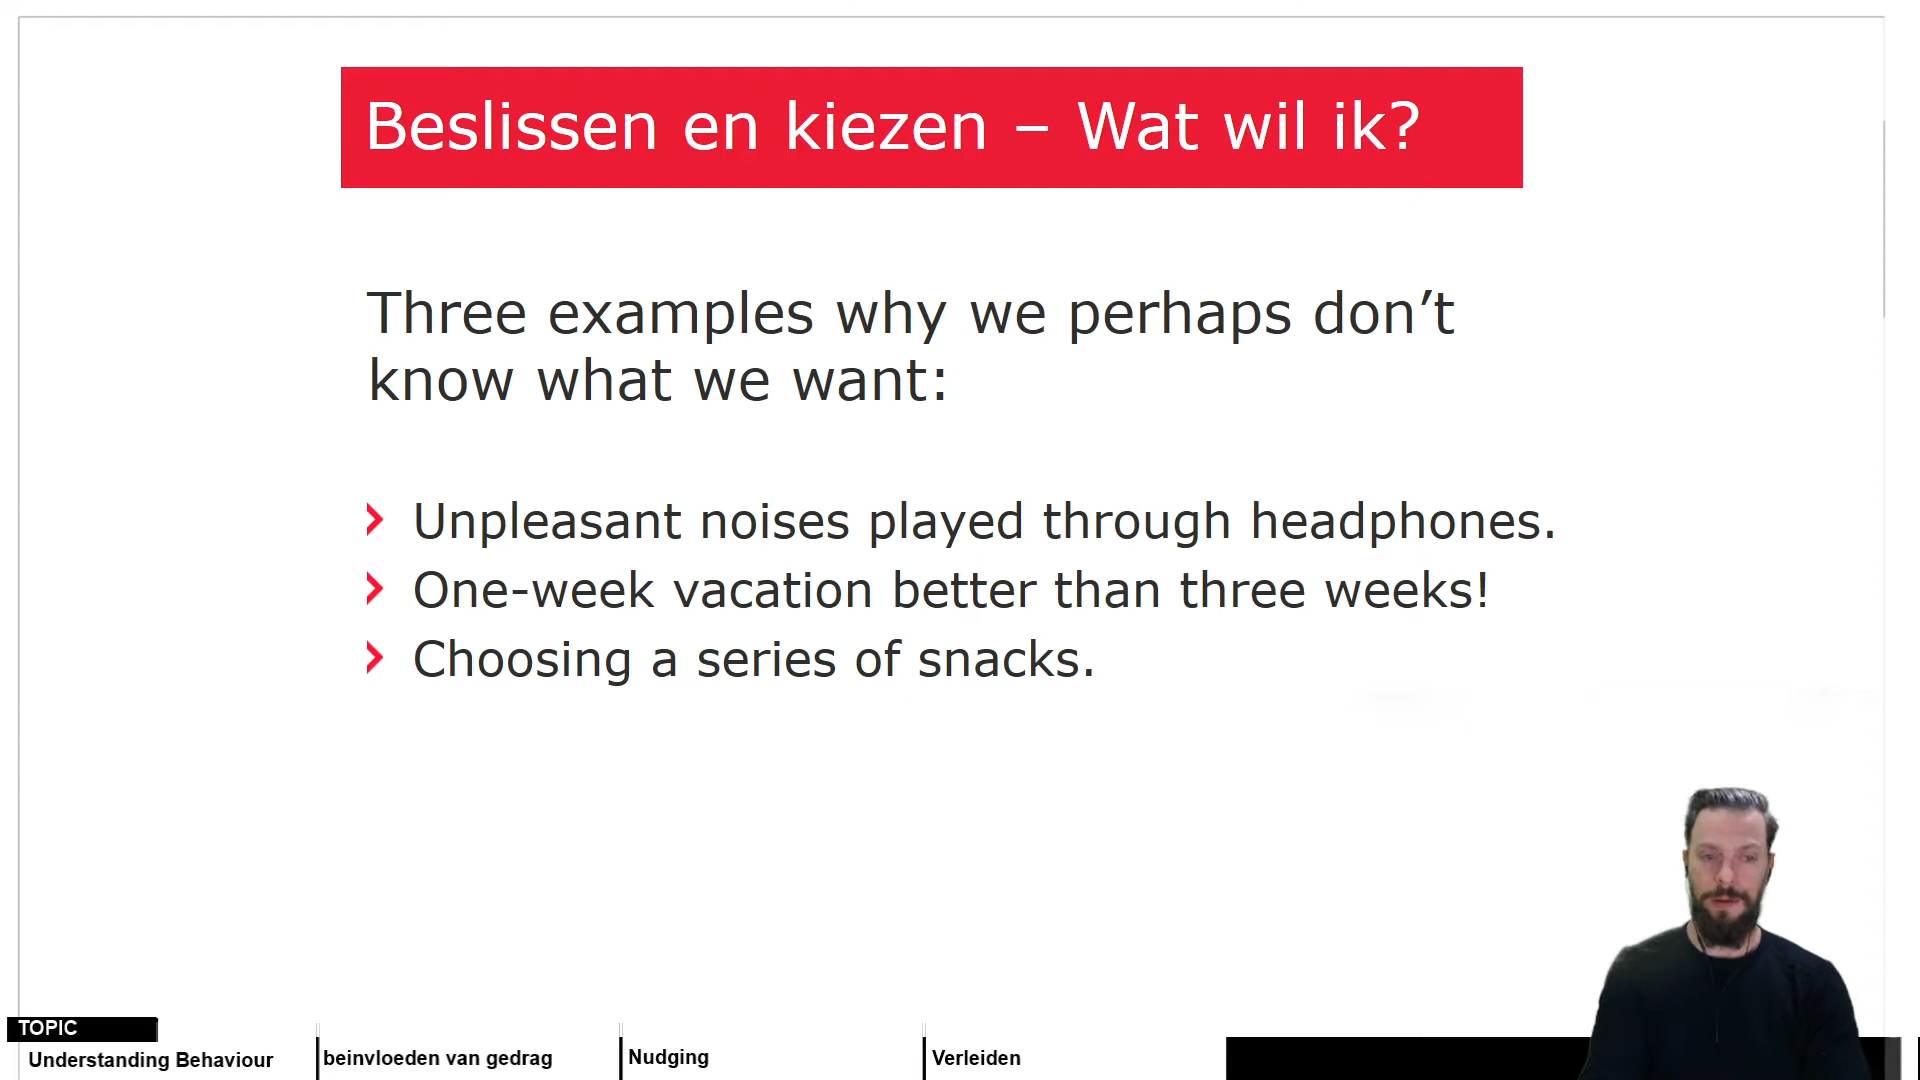 Beslissen en kiezen – Wat wil ik?
Three examples why we perhaps don’t
know what we want:
Unpleasant noises played through headphones.
One-week vacation better than three weeks!
Choosing a series of snacks.
TOPIC
Understanding Behaviour
beinvloeden van gedrag
Nudging
Verleiden